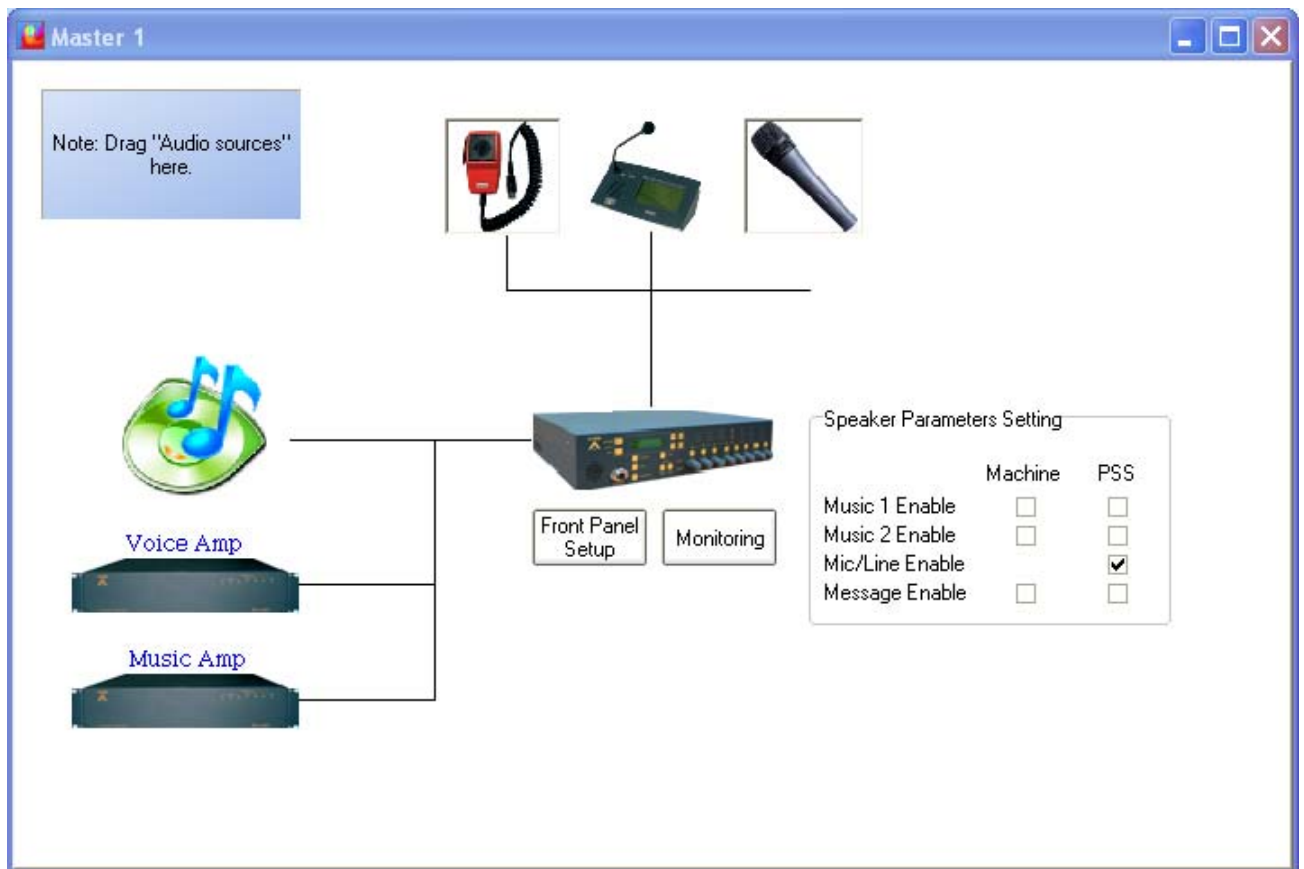 Master 1
Note: Drag "Audio sources"
here.
Speaker Parameters Setting
Machine PSS
Music 1 Enable
Music 2 Enable
Mic/Line Enable
Message Enable
Front Panel
Setup
Monitoring
Voice Amp
Music Amp